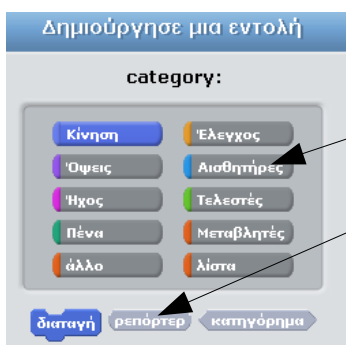 Δημιούργησε μια εντολή
category:
Κίνηση Έλεγχος
Όψεις Αισθητήρες
Ήχος Τελεστές
Πένα Μεταβλητές
άλλο λίστα
διαταγή ρεπόρτερ κατηγόρημα